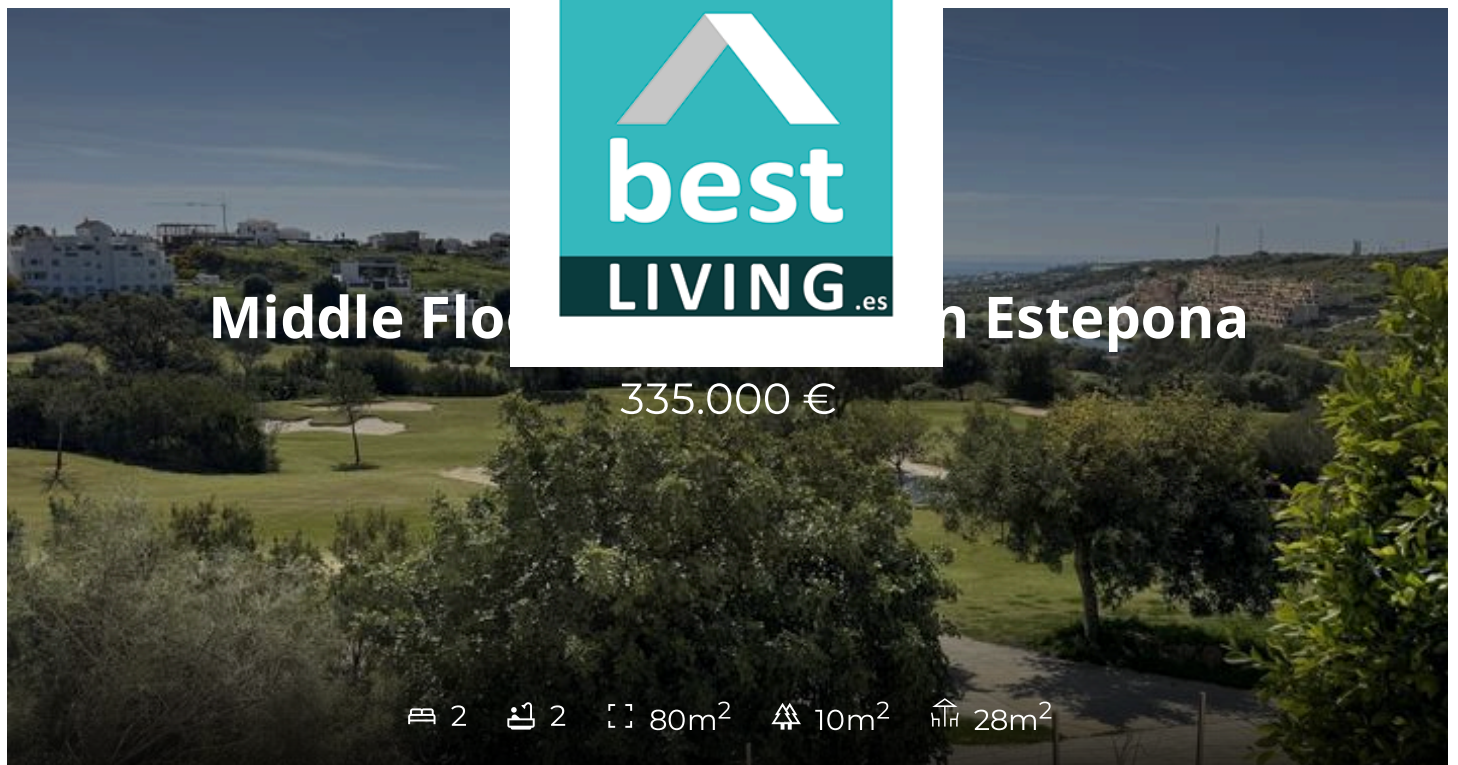 best
LIVING.es
Middle Flo n Estepona
335.000 €
2 2 80m² 10m² 28m²